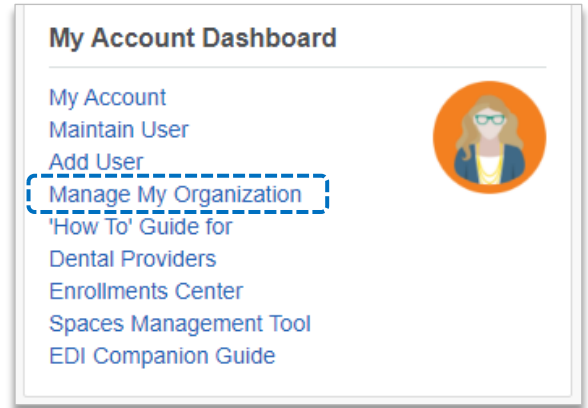 My Account Dashboard
My Account
Maintain User
Add User
Manage My Organization
'How To' Guide for
Dental Providers
Enrollments Center
Spaces Management Tool
EDI Companion Guide